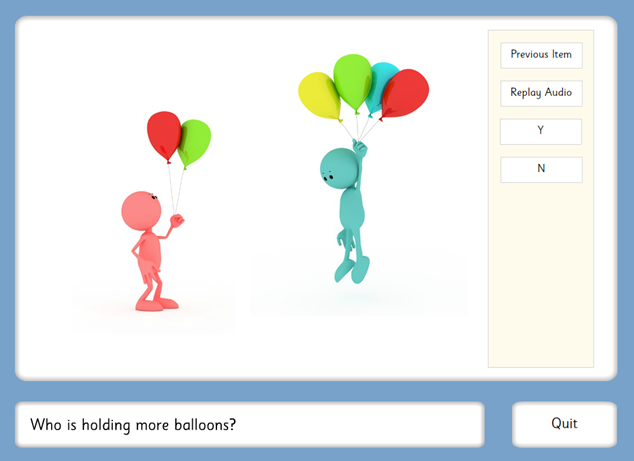 Previous Item
Replay Audio
Y
N
Who is holding more balloons?
Quit